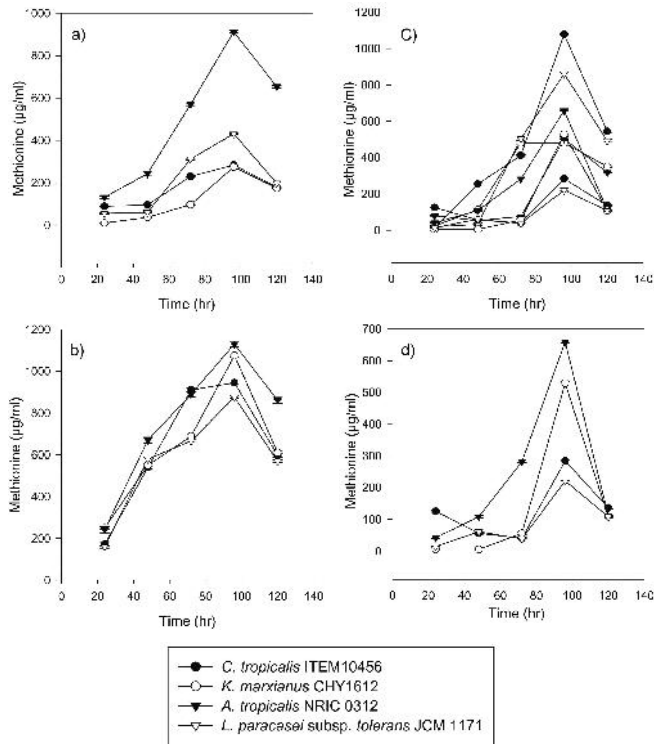 a)
1000
800
600
400
200
0
Methionine (µg/ml)
0 20 40 60 80 100 120 140
Time (hr)
C)
1200
1000
800
600
400
200
0
Methionine (µg/ml)
0 20 40 60 80 100 120 140
Time (hr)
b)
1200
1000
800
600
400
200
0
Methionine (µg/ml)
0 20 40 60 80 100 120 140
Time (hr)
d)
700
600
500
400
300
200
100
0
Methionine (µg/ml)
0 20 40 60 80 100 120 140
Time (hr)
C. tropicalis ITEM10456
K. marxianus CHY1612
A. tropicalis NRIC 0312
L. paracasei subsp. tolerans JCM 1171